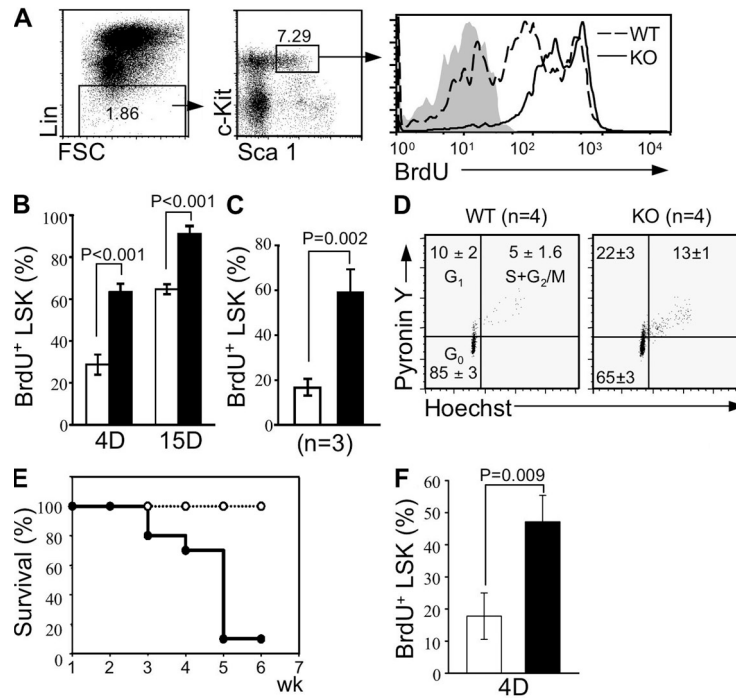 A
Lin
1.86
FSC
7.29
c-Kit
Sca 1
WT
KO
10⁰ 10¹ 10² 10³ 10⁴
BrdU
B
P<0.001
P<0.001
BrdU⁺ LSK (%)
100
80
60
40
20
0
4D 15D
C
P=0.002
BrdU⁺ LSK (%)
80
60
40
20
0
(n=3)
D
WT (n=4) KO (n=4)
10 ± 2 5 ± 1.6
G₁ S+G₂/M
G₀
85 ± 3
22±3 13±1
65±3
Pyronin Y
Hoechst
E
Survival (%)
100
80
60
40
20
0
1 2 3 4 5 6 7
wk
F
P=0.009
BrdU⁺ LSK (%)
60
50
40
30
20
10
0
4D